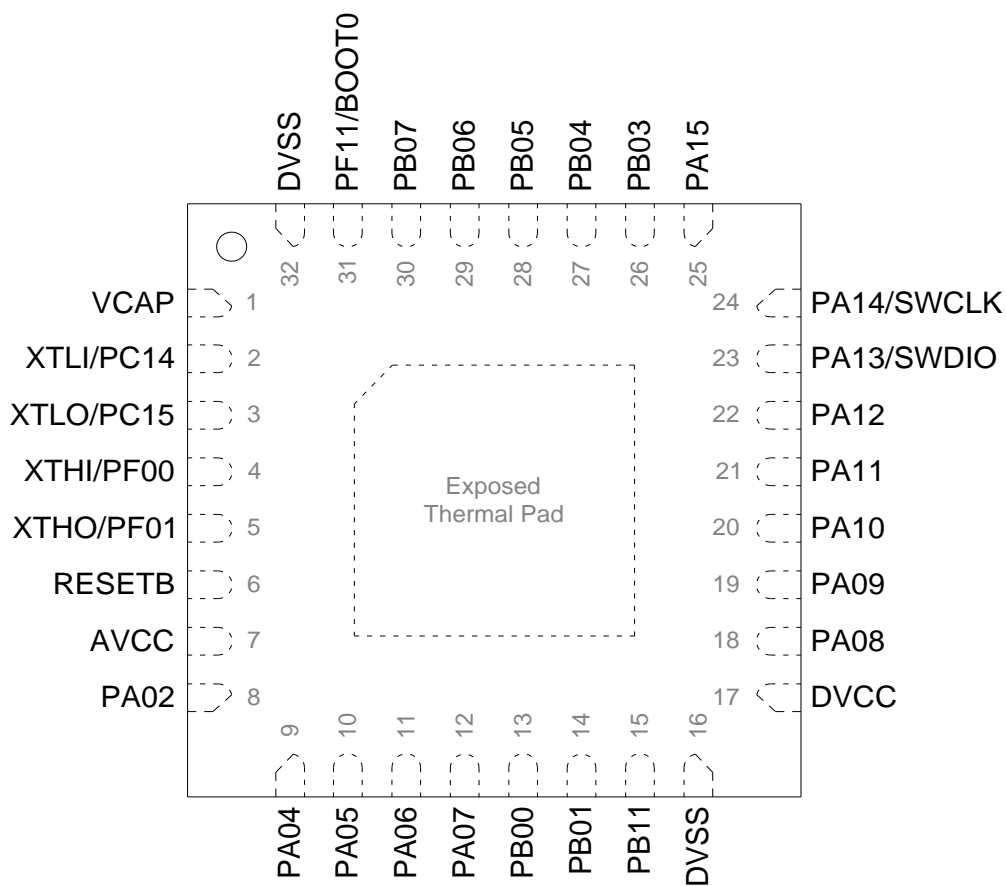 DVSS
PF11/BOOT0
PB07
PB06
PB05
PB04
PB03
PA15
32
31
30
29
28
27
26
25
VCAP 1
XTLI/PC14 2
XTLO/PC15 3
XTHI/PF00 4
XTHO/PF01 5
RESETB 6
AVCC 7
PA02 8
Exposed
Thermal Pad
24 PA14/SWCLK
23 PA13/SWDIO
22 PA12
21 PA11
20 PA10
19 PA09
18 PA08
17 DVCC
9
10
11
12
13
14
15
16
PA04
PA05
PA06
PA07
PB00
PB01
PB11
DVSS